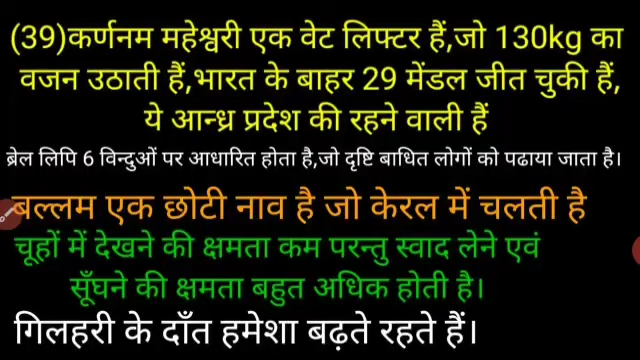 (39)कर्णनम महेश्वरी एक वेट लिफ्टर हैं,जो 130kg का
वजन उठाती हैं,भारत के बाहर 29 मेंडल जीत चुकी हैं,
ये आन्ध्र प्रदेश की रहने वाली हैं
ब्रेल लिपि 6 विन्दुओं पर आधारित होता है,जो दृष्टि बाधित लोगों को पढाया जाता है।
बल्लम एक छोटी नाव है जो केरल में चलती है
चूहों में देखने की क्षमता कम परन्तु स्वाद लेने एवं
सूँघने की क्षमता बहुत अधिक होती है।
गिलहरी के दाँत हमेशा बढ़ते रहते हैं।